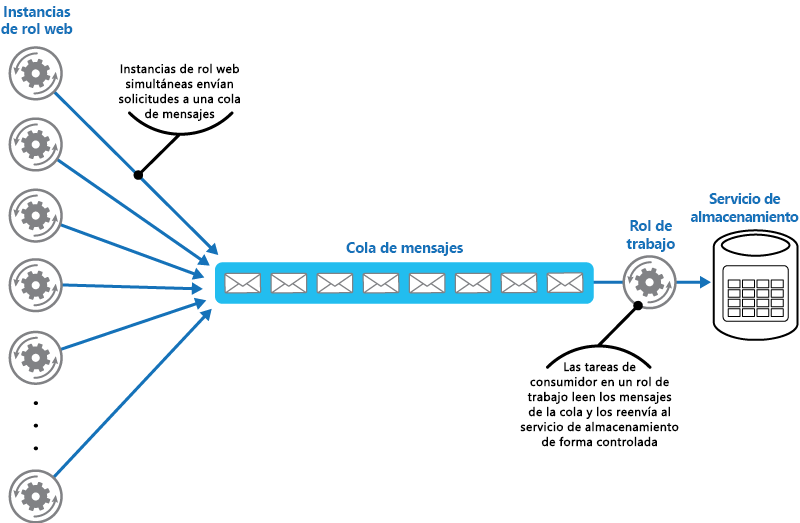 Instancias
de rol web
Instancias de rol web
simultáneas envían
solicitudes a una cola
de mensajes
Cola de mensajes
Rol de
trabajo
Servicio de
almacenamiento
Las tareas de
consumidor en un rol de
trabajo leen los mensajes
de la cola y los reenvía al
servicio de almacenamiento
de forma controlada